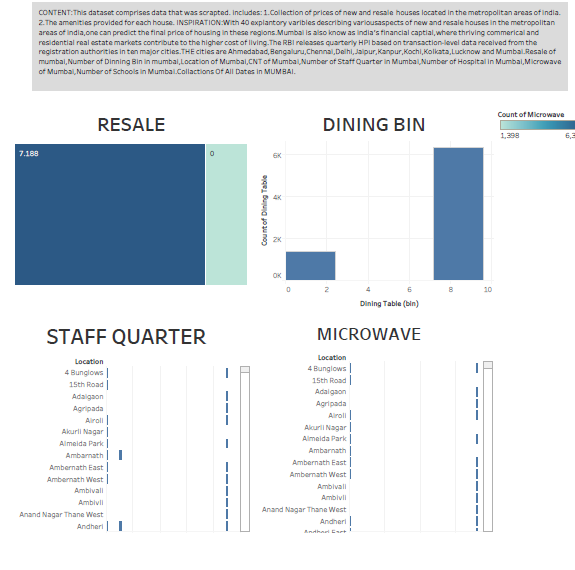 CONTENT:This dataset comprises data that was scrapted. includes: 1.Collection of prices of new and resale houses located in the metropolitan areas of india.
2.The amenities provided for each house. INSPIRATION:With 40 explantory varibles describing variousaspects of new and resale houses in the metropolitan
areas of india,one can predict the final price of housing in these regions.Mumbai is also know as india's financial captial,where thriving commerical and
residential real estate markets contribute to the higher cost of living.The RBI releases quarterly HPI based on transaction-level data received from the
registration authorities in ten major cities.THE cities are Ahmedabad,Bengaluru,Chennai,Delhi,Jaipur,Kanpur,Kochi,Kolkata,Lucknow and Mumbai.Resale of
mumbai,Number of Dinning Bin in mumbai,Location of Mumbai,CNT of Mumbai,Number of Staff Quarter in Mumbai,Number of Hospital in Mumbai,Microwave
of Mumbai,Number of Schools in Mumbai.Collactions Of All Dates in MUMBAI.
RESALE
7.188
0
DINING BIN
Count of Microwave
1,398
6,3
Count of Dining Table
6K
4K
2K
0K
0 2 4 6 8 10
Dining Table (bin)
STAFF QUARTER
Location
4 Bunglows
15th Road
Adaigaon
Agripada
Airoli
Akurli Nagar
Almeida Park
Ambarnath
Ambernath East
Ambernath West
Ambivali
Ambivli
Anand Nagar Thane West
Andheri
MICROWAVE
Location
4 Bunglows
15th Road
Adaigaon
Agripada
Airoli
Akurli Nagar
Almeida Park
Ambarnath
Ambernath East
Ambernath West
Ambivali
Ambivli
Anand Nagar Thane West
Andheri
Andheri East